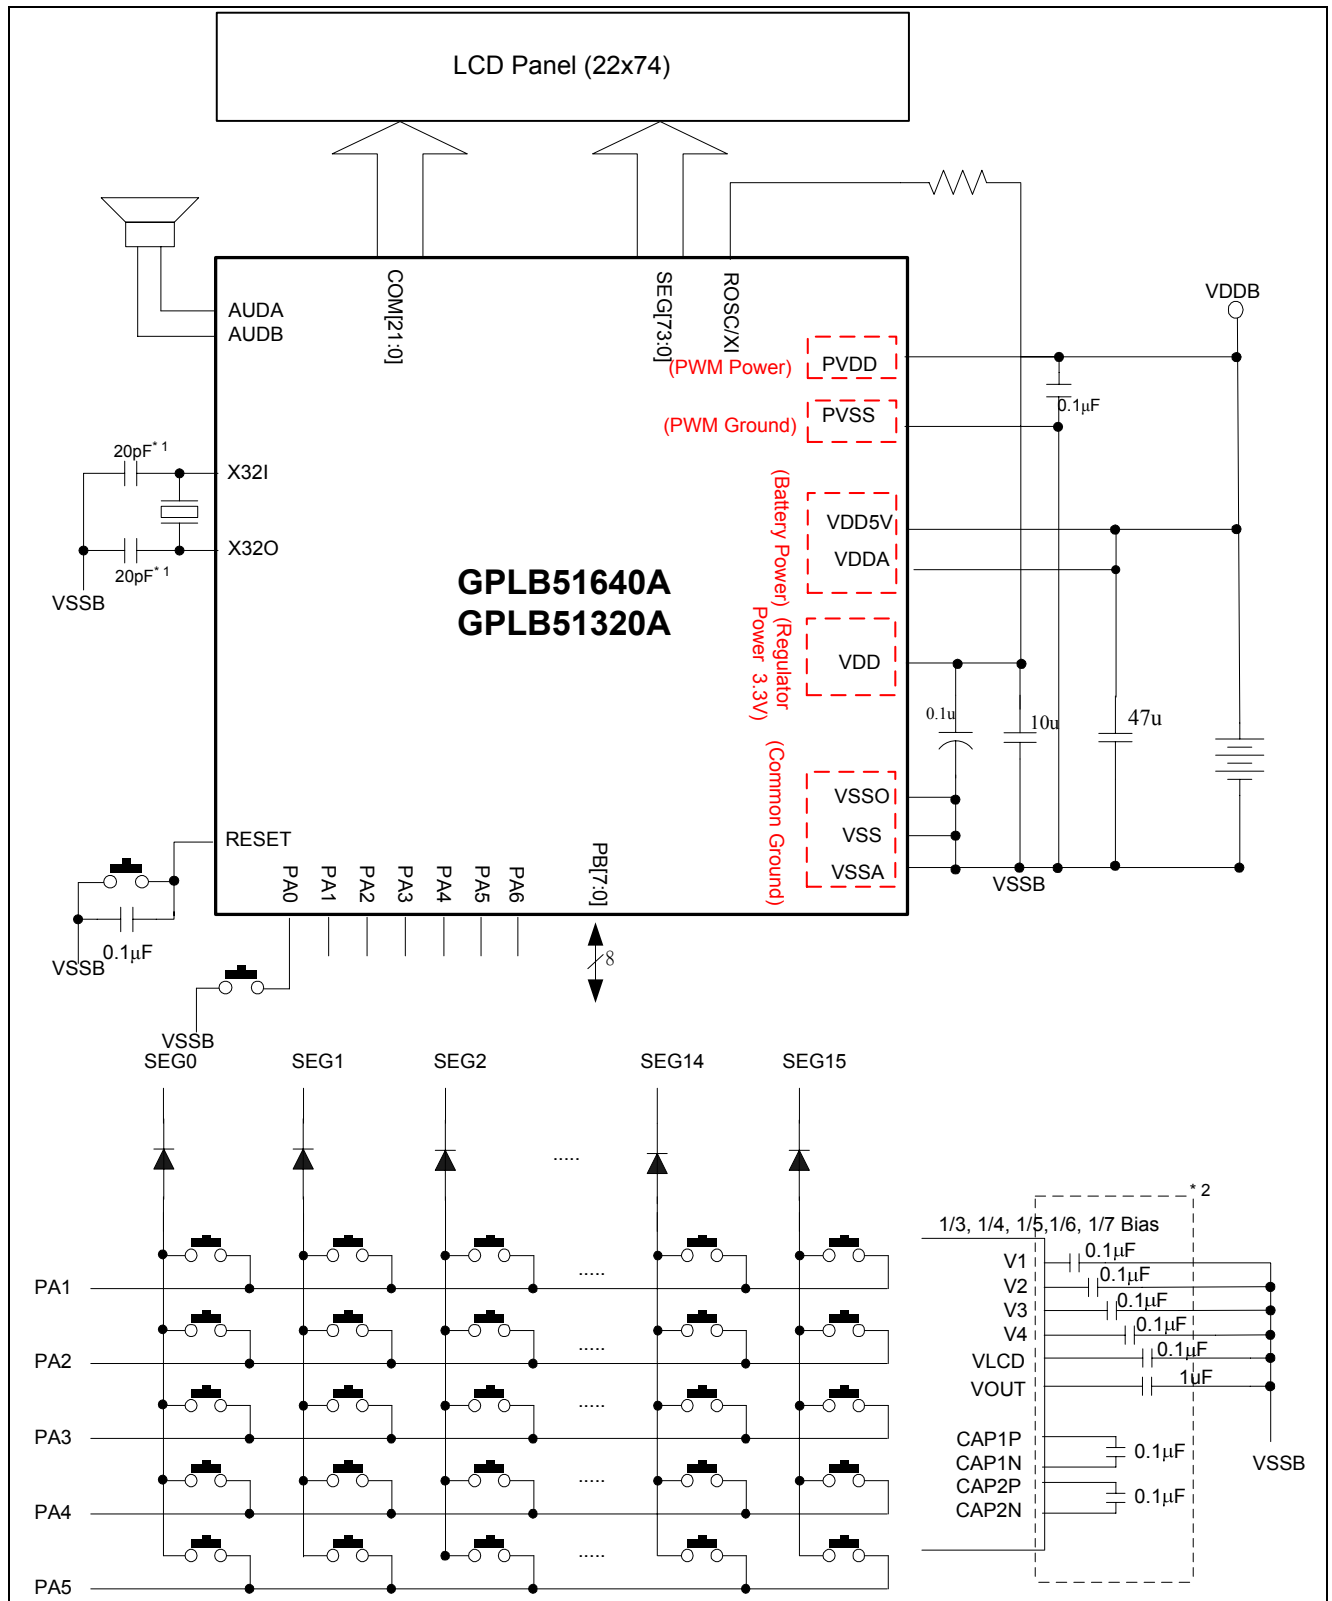 LCD Panel (22x74)
COM[21:0]
SEG[73:0]
ROSC/XI
VDDB
AUDA
AUDB
(PWM Power)
PVDD
0.1μF
(PWM Ground)
PVSS
20pF* 1
X32I
(Battery Power)
VDD5V
VDDA
X32O
20pF* 1
VSSB
GPLB51640A
GPLB51320A
(Regulator
Power 3.3V)
VDD
0.1u
10u
47u
(Common Ground)
VSSO
VSS
VSSA
VSSB
RESET
0.1μF
VSSB
PA0
PA1
PA2
PA3
PA4
PA5
PA6
PB[7:0]
8
VSSB
SEG0
SEG1
SEG2
SEG14
SEG15
.....
.....
.....
.....
.....
.....
PA1
PA2
PA3
PA4
PA5
* 2
1/3, 1/4, 1/5,1/6, 1/7 Bias
V1
0.1μF
V2
0.1μF
V3
0.1μF
V4
0.1μF
VLCD
0.1μF
VOUT
1uF
CAP1P
CAP1N
0.1μF
CAP2P
CAP2N
0.1μF
VSSB